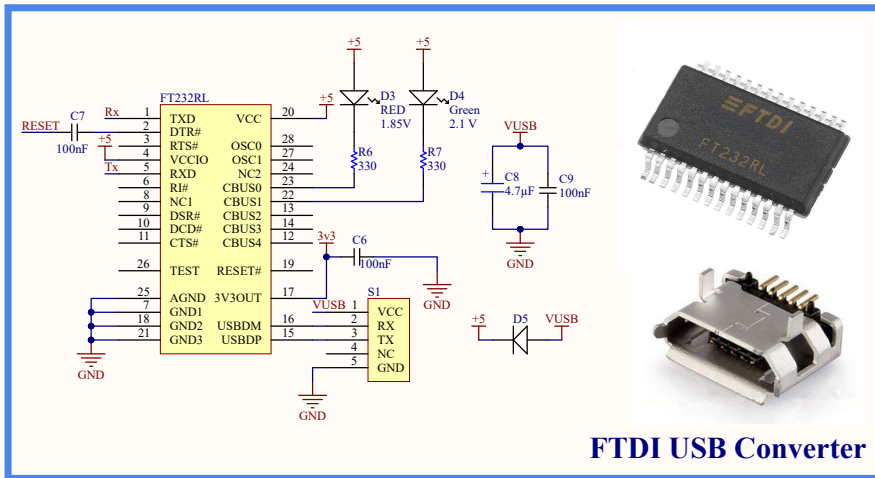 FT232RL
Rx
1
TXD
VCC
20
+5
RESET
C7
100nF
2
DTR#
3
RTS#
OSC0
28
+5
4
VCCIO
OSC1
27
Tx
5
RXD
NC2
24
6
RI#
CBUS0
23
8
NC1
CBUS1
22
9
DSR#
CBUS2
13
10
DCD#
CBUS3
14
11
CTS#
CBUS4
12
26
TEST
RESET#
19
25
AGND
3V3OUT
17
7
GND1
18
GND2
USBDM
16
21
GND3
USBDP
15
GND
+5
D3
RED
1.85V
R6
330
+5
D4
Green
2.1 V
R7
330
3v3
C6
100nF
GND
S1
VUSB
1
VCC
2
RX
3
TX
4
NC
5
GND
GND
VUSB
+
C8
4.7µF
C9
100nF
GND
+5
D5
VUSB
FTDI
FT232RL
FTDI USB Converter